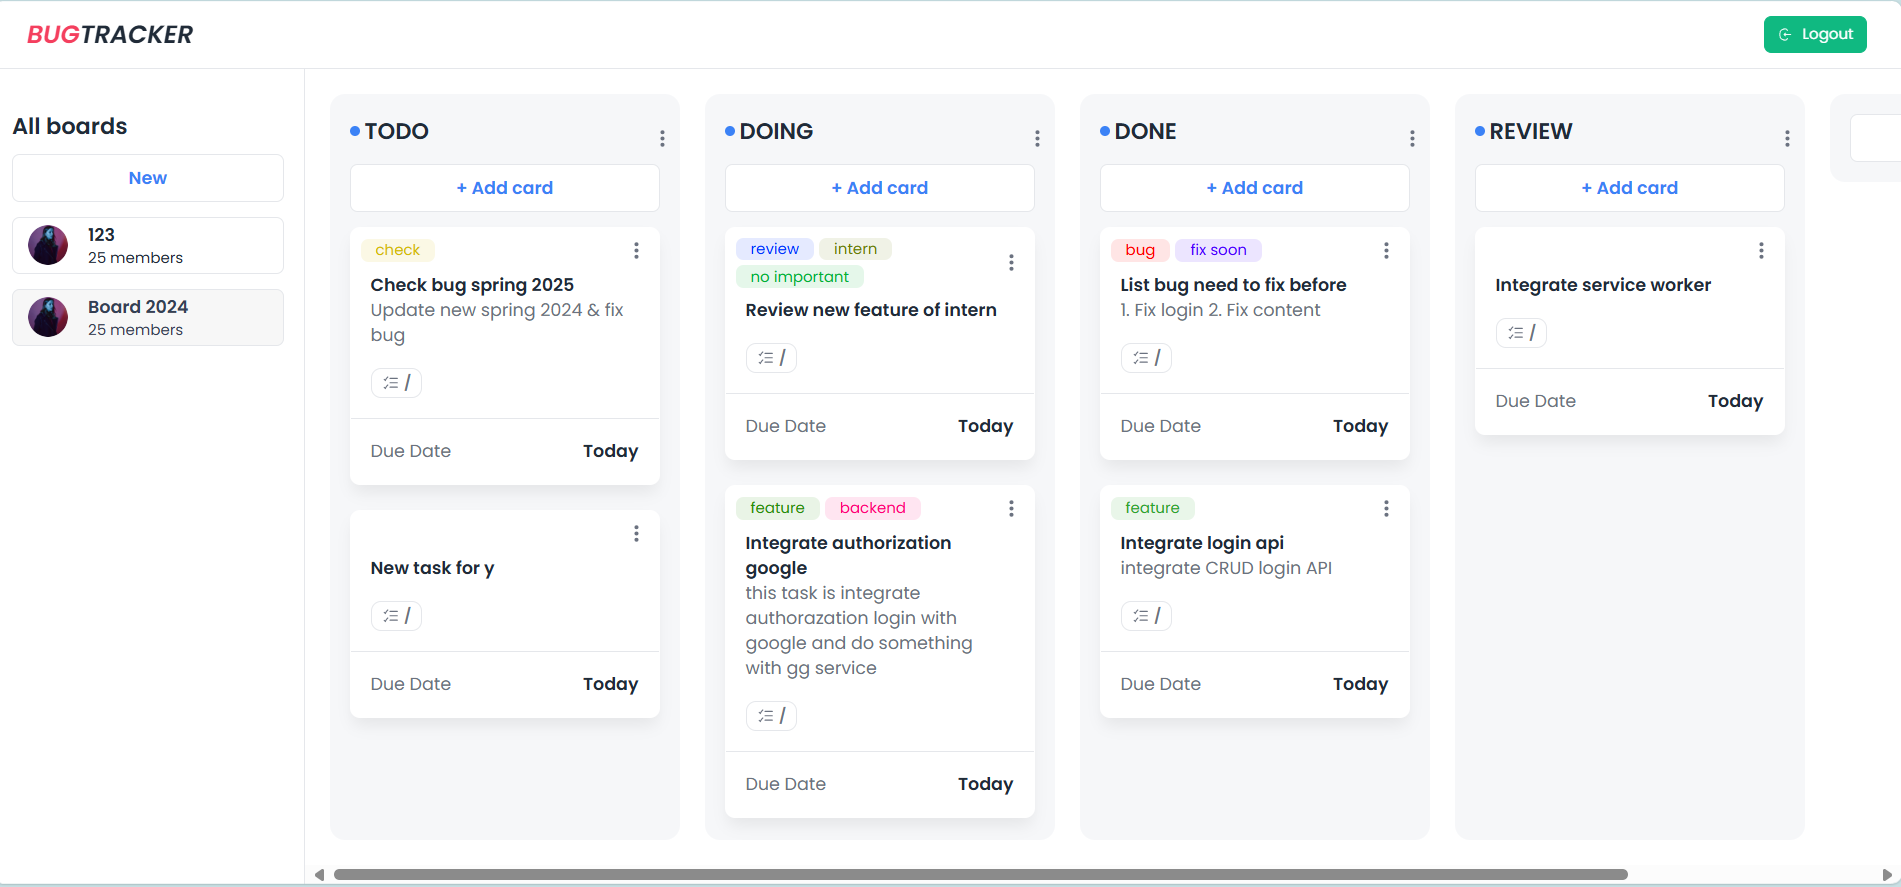 BUGTRACKER
Logout
All boards
New
123
25 members
Board 2024
25 members
TODO
+ Add card
check
Check bug spring 2025
Update new spring 2024 & fix
bug
/
Due Date Today
New task for y
/
Due Date Today
DOING
+ Add card
review intern
no important
Review new feature of intern
/
Due Date Today
feature backend
Integrate authorization
google
this task is integrate
authorazation login with
google and do something
with gg service
/
Due Date Today
DONE
+ Add card
bug fix soon
List bug need to fix before
1. Fix login 2. Fix content
/
Due Date Today
feature
Integrate login api
integrate CRUD login API
/
Due Date Today
REVIEW
+ Add card
Integrate service worker
/
Due Date Today